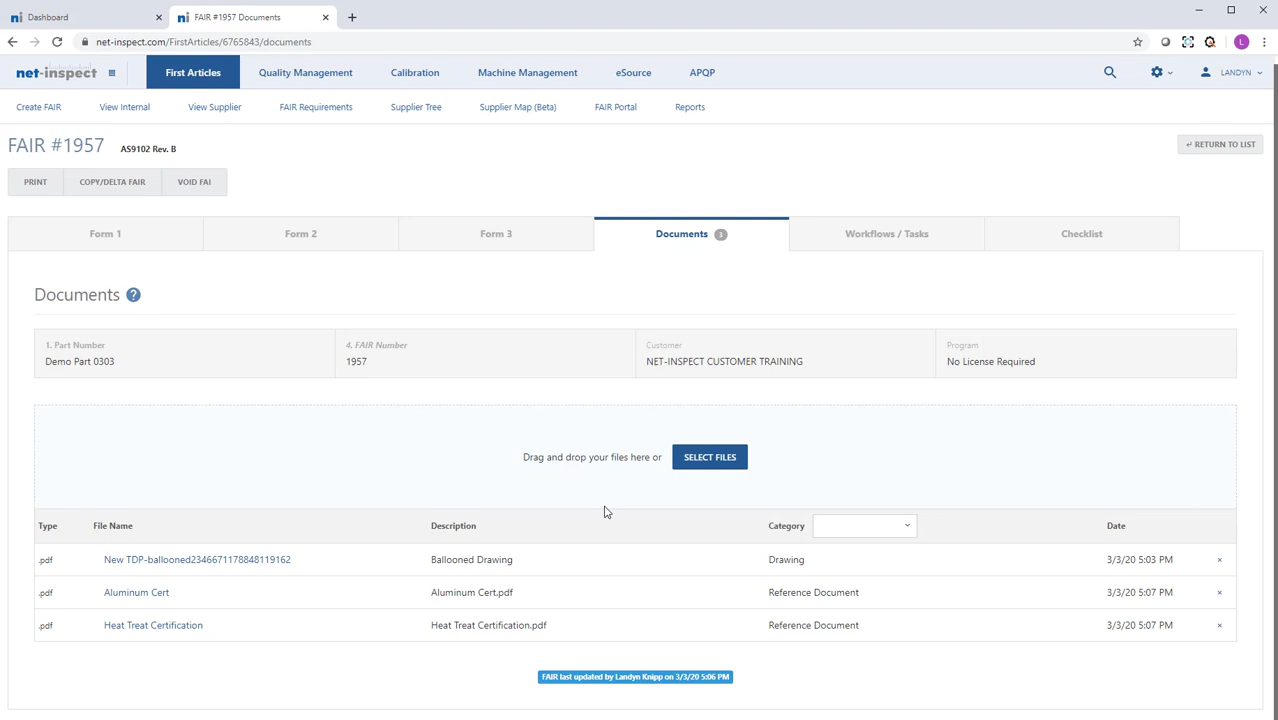 Dashboard
FAIR #1957 Documents
net-inspect.com/FirstArticles/6765843/documents
L
net-inspect
First Articles
Quality Management
Calibration
Machine Management
eSource
APQP
LANDYN
Create FAIR
View Internal
View Supplier
FAIR Requirements
Supplier Tree
Supplier Map (Beta)
FAIR Portal
Reports
FAIR #1957 AS9102 Rev. B
RETURN TO LIST
PRINT
COPY/DELTA FAIR
VOID FAI
Form 1
Form 2
Form 3
Documents 3
Workflows / Tasks
Checklist
Documents ?
1. Part Number
Demo Part 0303
4. FAIR Number
1957
Customer
NET-INSPECT CUSTOMER TRAINING
Program
No License Required
Drag and drop your files here or SELECT FILES
Type File Name Description Category Date
.pdf New TDP-ballooned2346671178848119162 Ballooned Drawing Drawing 3/3/20 5:03 PM ×
.pdf Aluminum Cert Aluminum Cert.pdf Reference Document 3/3/20 5:07 PM ×
.pdf Heat Treat Certification Heat Treat Certification.pdf Reference Document 3/3/20 5:07 PM ×
FAIR last updated by Landyn Knipp on 3/3/20 5:06 PM